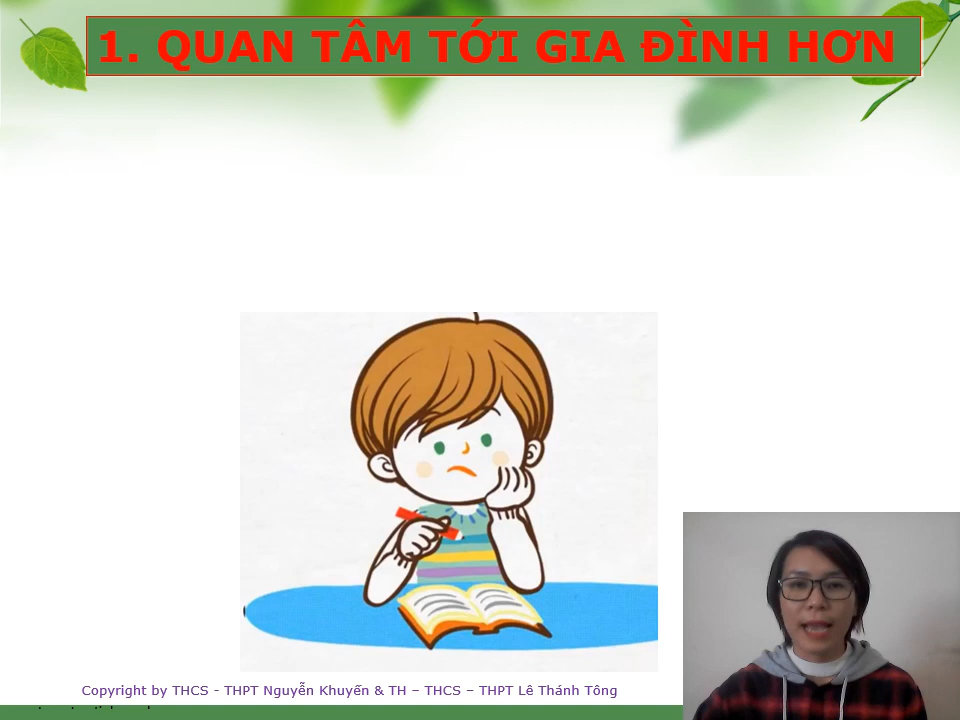 1. QUAN TÂM TỚI GIA ĐÌNH HƠN
Copyright by THCS - THPT Nguyễn Khuyến & TH – THCS – THPT Lê Thánh Tông